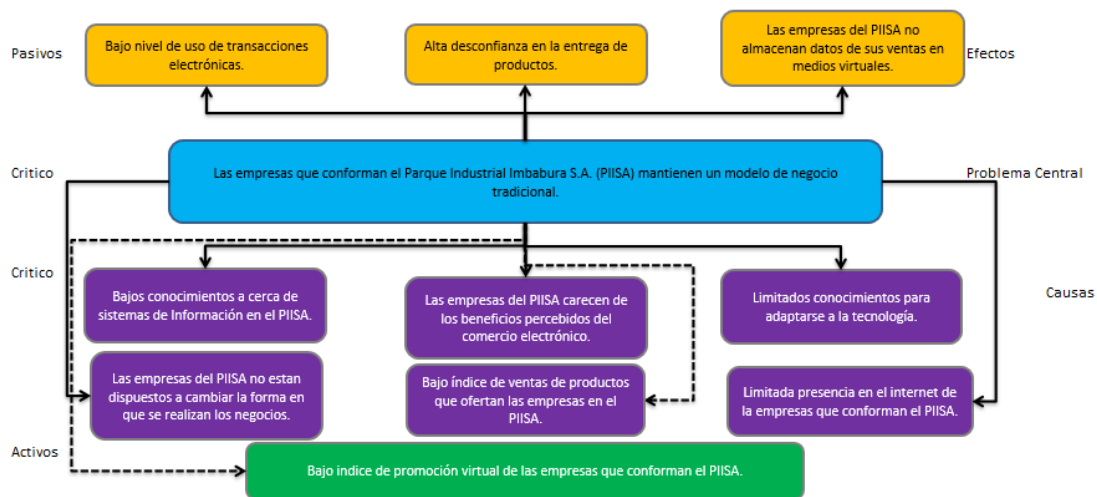 Pasivos
Bajo nivel de uso de transacciones
electrónicas.
Alta desconfianza en la entrega de
productos.
Las empresas del PIISA no
almacenan datos de sus ventas en
medios virtuales.
Efectos
Critico
Las empresas que conforman el Parque Industrial Imbabura S.A. (PIISA) mantienen un modelo de negocio
tradicional.
Problema Central
Critico
Bajos conocimientos a cerca de
sistemas de Información en el PIISA.
Las empresas del PIISA carecen de
los beneficios percebidos del
comercio electrónico.
Limitados conocimientos para
adaptarse a la tecnología.
Causas
Las empresas del PIISA no estan
dispuestos a cambiar la forma en
que se realizan los negocios.
Bajo índice de ventas de productos
que ofertan las empresas en el
PIISA.
Limitada presencia en el internet de
la empresas que conforman el PIISA.
Activos
Bajo indice de promoción virtual de las empresas que conforman el PIISA.